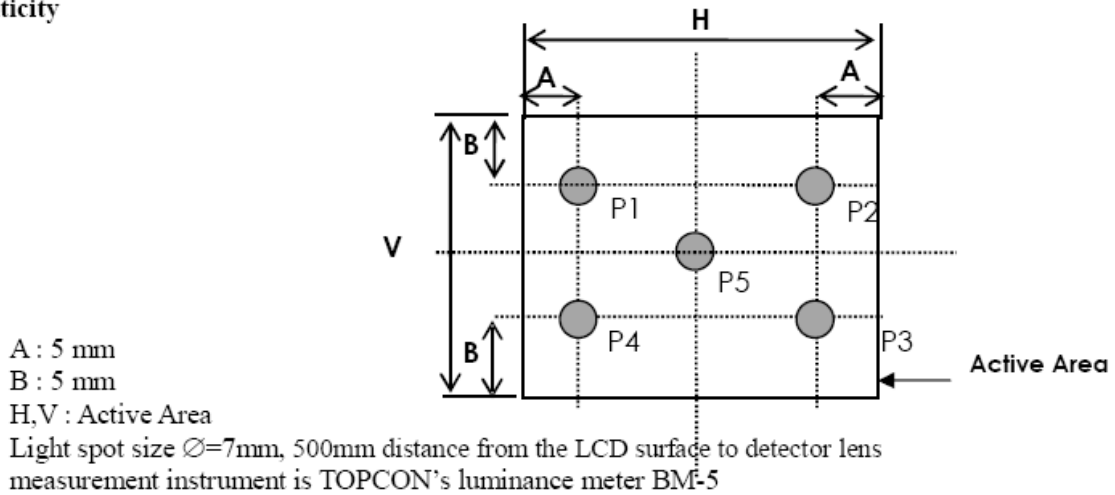 ticity
H
A A
B
P1 P2
V
P5
B P4 P3
Active Area
A : 5 mm
B : 5 mm
H,V : Active Area
Light spot size ∅=7mm, 500mm distance from the LCD surface to detector lens
measurement instrument is TOPCON’s luminance meter BM-5